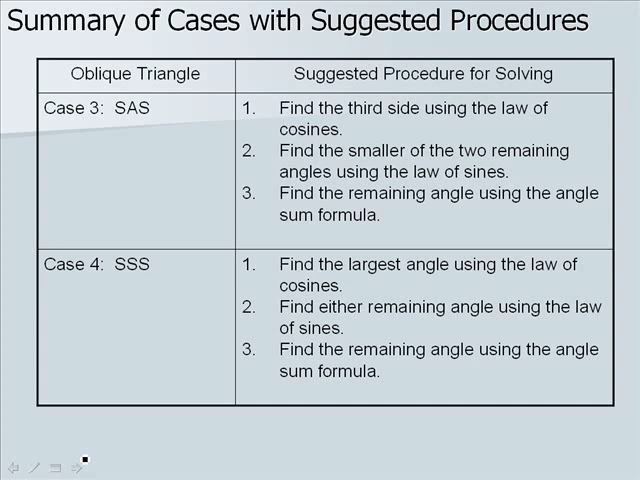 Summary of Cases with Suggested Procedures
Oblique Triangle
Suggested Procedure for Solving
Case 3: SAS
1. Find the third side using the law of
cosines.
2. Find the smaller of the two remaining
angles using the law of sines.
3. Find the remaining angle using the angle
sum formula.
Case 4: SSS
1. Find the largest angle using the law of
cosines.
2. Find either remaining angle using the law
of sines.
3. Find the remaining angle using the angle
sum formula.